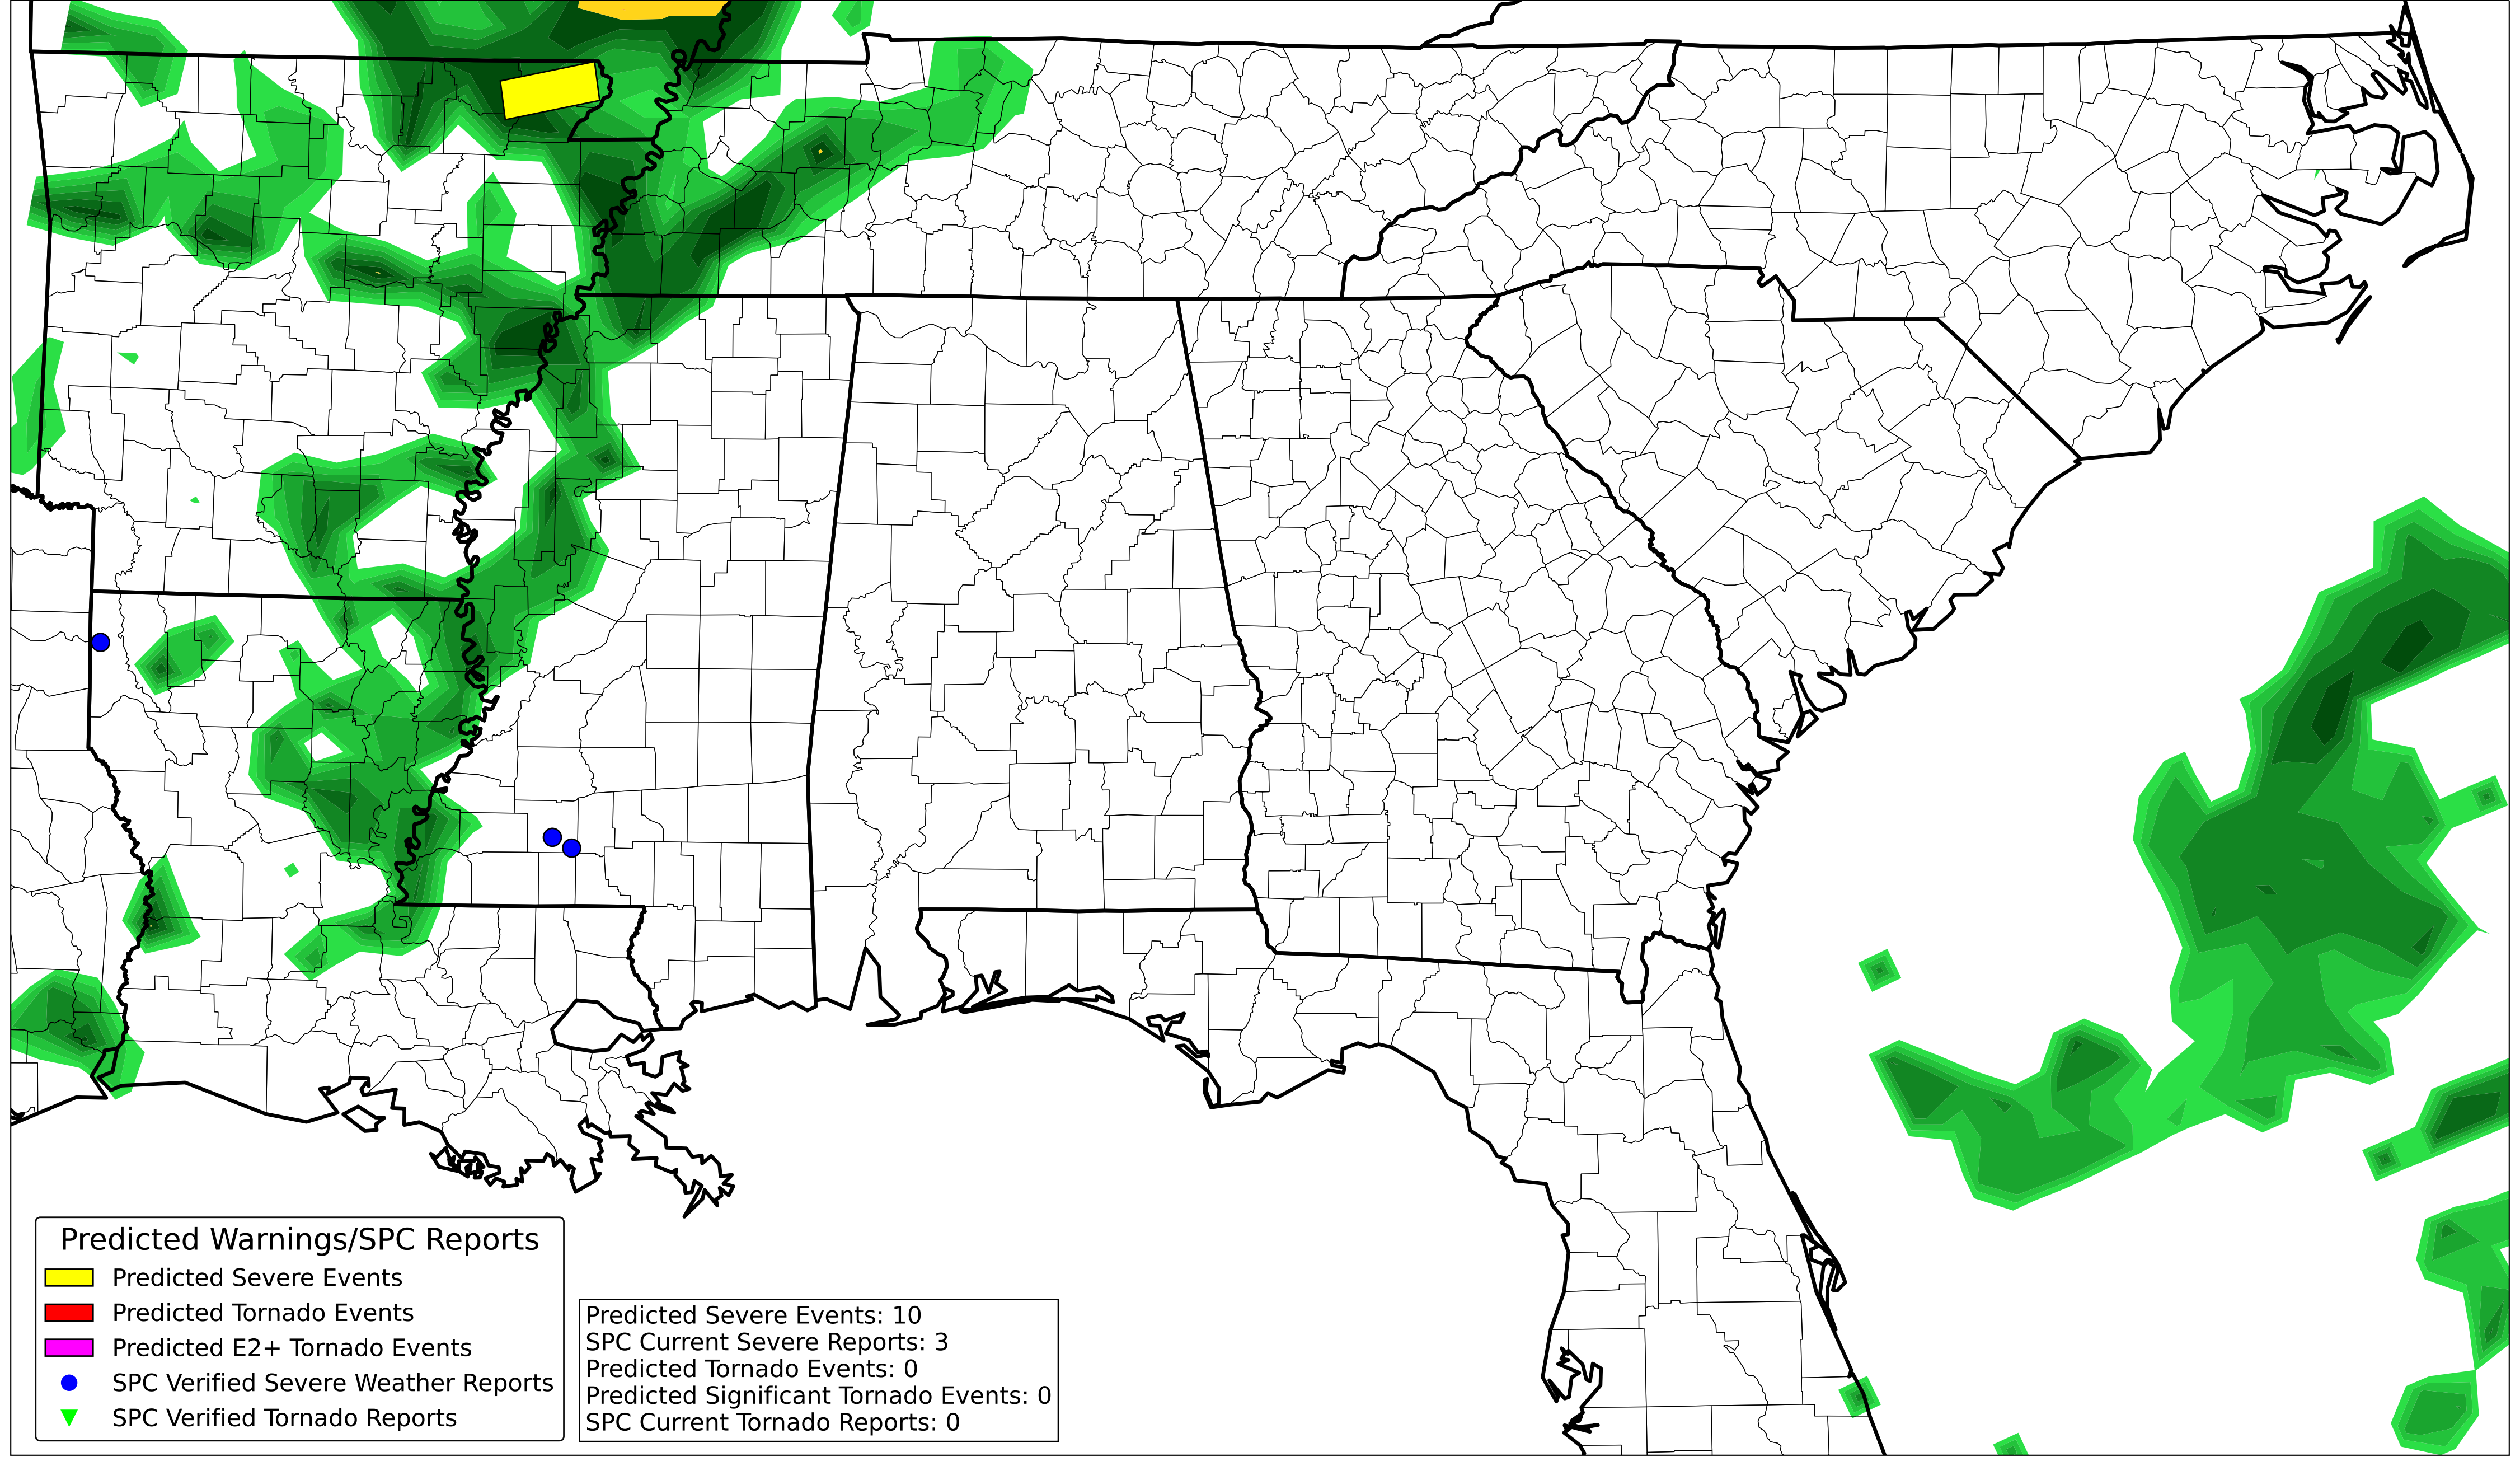 Predicted Warnings/SPC Reports
Predicted Severe Events
Predicted Tornado Events
Predicted E2+ Tornado Events
SPC Verified Severe Weather Reports
SPC Verified Tornado Reports
Predicted Severe Events: 10
SPC Current Severe Reports: 3
Predicted Tornado Events: 0
Predicted Significant Tornado Events: 0
SPC Current Tornado Reports: 0